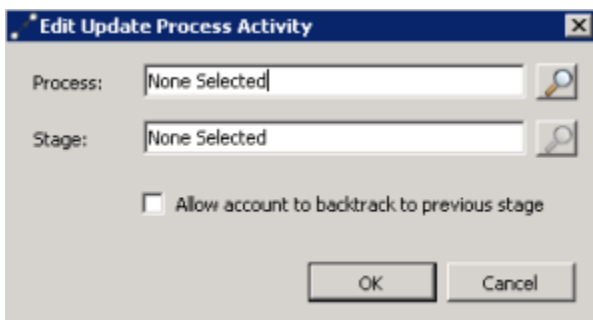 Edit Update Process Activity
Process: None Selected
Stage: None Selected
Allow account to backtrack to previous stage
OK Cancel